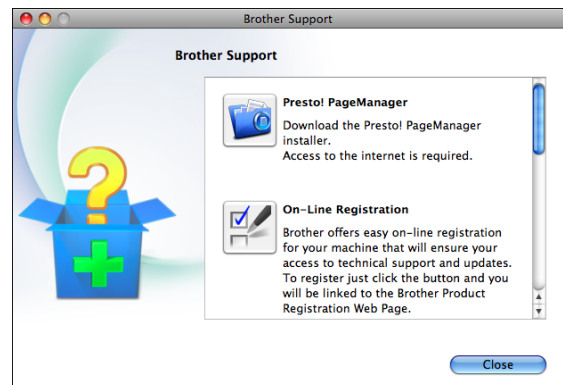 Brother Support
Brother Support
Presto! PageManager
Download the Presto! PageManager
installer.
Access to the internet is required.
On-Line Registration
Brother offers easy on-line registration
for your machine that will ensure your
access to technical support and updates.
To register just click the button and you
will be linked to the Brother Product
Registration Web Page.
Close